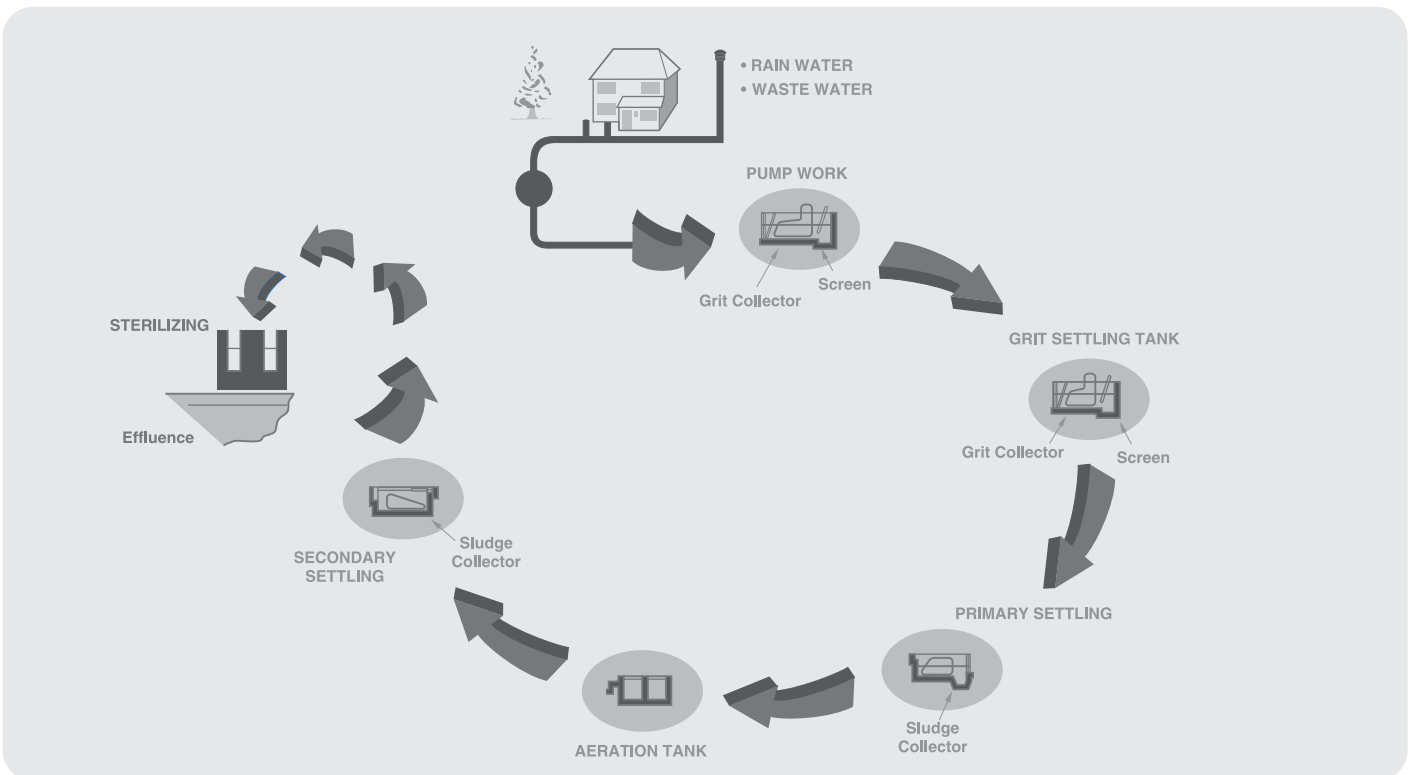 • RAIN WATER
• WASTE WATER
PUMP WORK
Grit Collector
Screen
GRIT SETTLING TANK
Grit Collector
Screen
PRIMARY SETTLING
Sludge
Collector
AERATION TANK
SECONDARY
SETTLING
Sludge
Collector
STERILIZING
Effluence